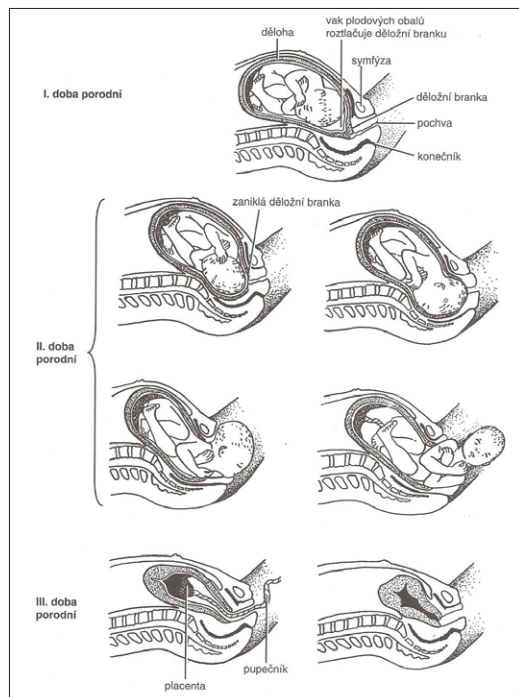 vak plodových obalů
děloha
roztlačuje děložní branku
symfýza
I. doba porodní
děložní branka
pochva
konečník
zaniklá děložní branka
II. doba
porodní
III. doba
porodní
pupečník
placenta